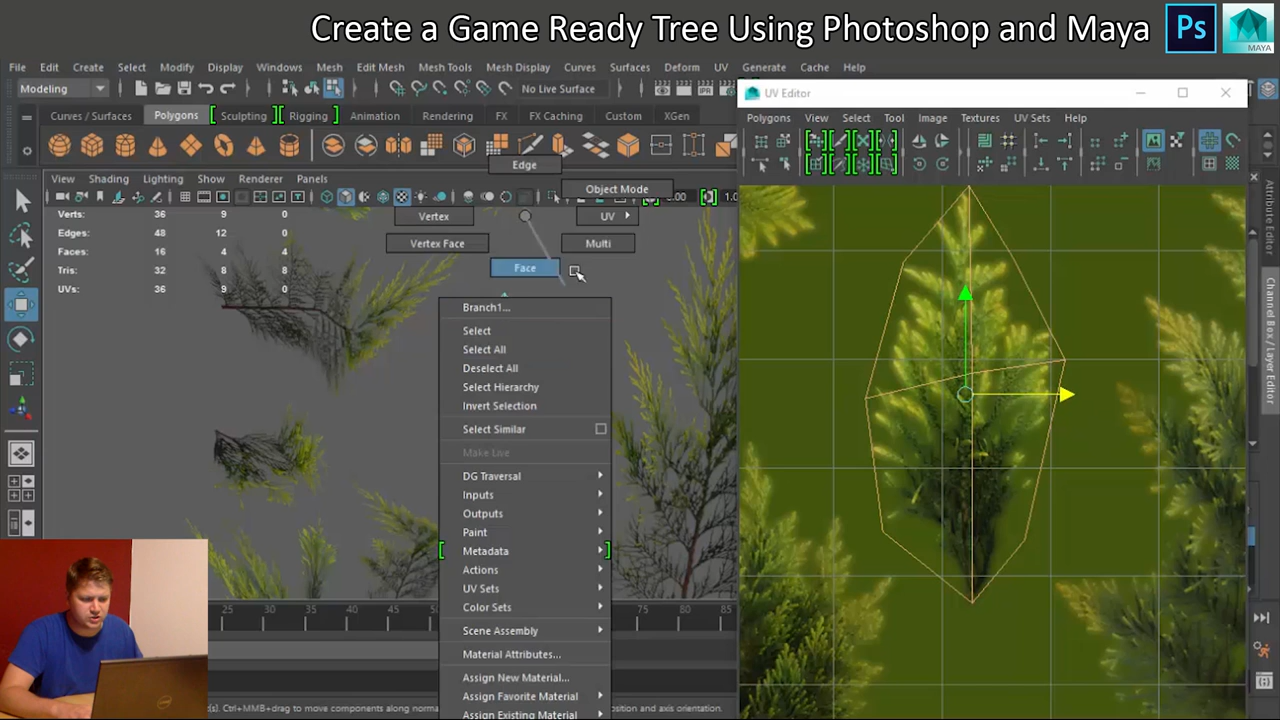 Create a Game Ready Tree Using Photoshop and Maya
Ps
MAYA
File Edit Create Select Modify Display Windows Mesh Edit Mesh Mesh Tools Mesh Display Curves Surfaces Deform UV Generate Cache Help
Modeling
No Live Surface
UV Editor
Curves / Surfaces Polygons Sculpting Rigging Animation Rendering FX FX Caching Custom XGen
Polygons View Select Tool Image Textures UV Sets Help
View Shading Lighting Show Renderer Panels
Edge
Object Mode
Vertex
UV
Vertex Face
Multi
Face
Verts: 36 9 0
Edges: 48 12 0
Faces: 16 4 4
Tris: 32 8 8
UVs: 36 9 0
Branch1...
Select
Select All
Deselect All
Select Hierarchy
Invert Selection
Select Similar
Make Live
DG Traversal
Inputs
Outputs
Paint
Metadata
Actions
UV Sets
Color Sets
Scene Assembly
Material Attributes...
Assign New Material...
Assign Favorite Material
Assign Existing Material
25 30 35 40 45 75 80 85
Attribute Editor
Channel Box / Layer Editor
Ctrl+MMB+drag to move components along